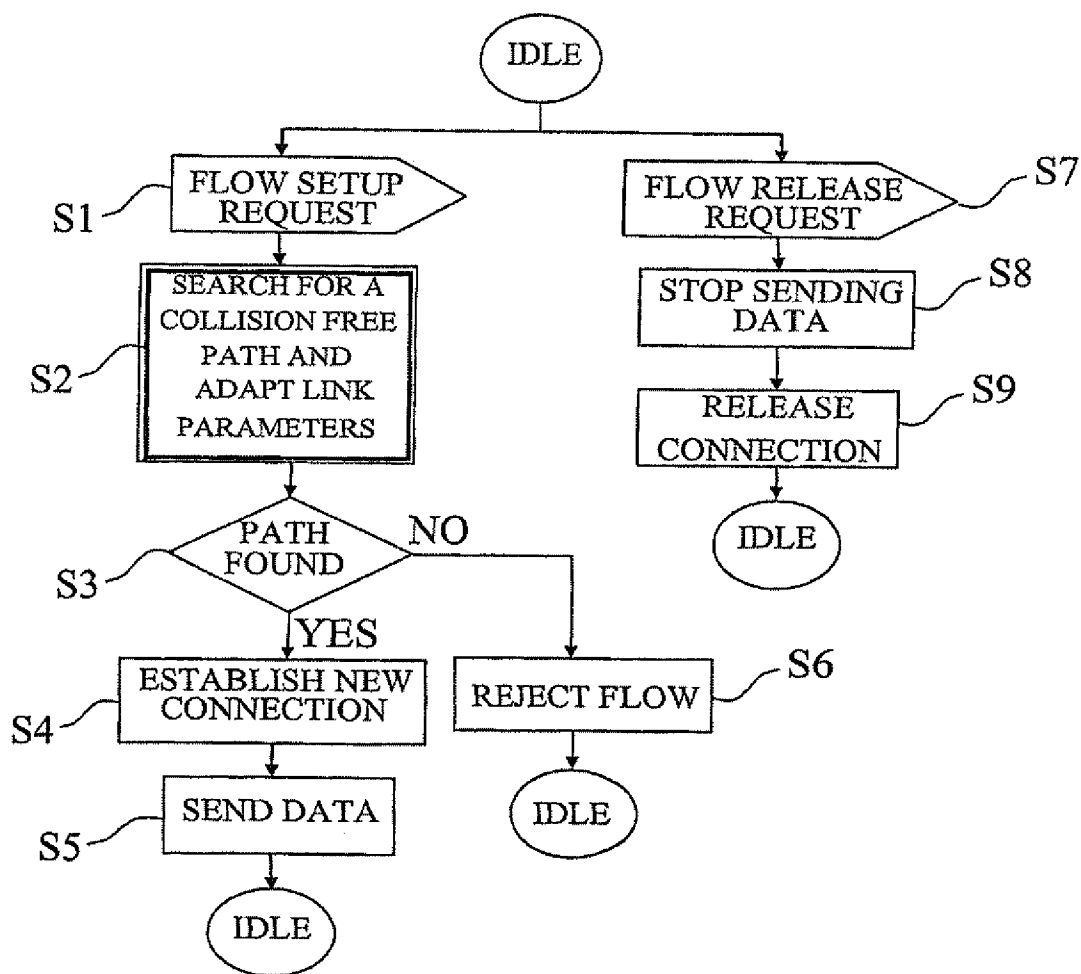 IDLE
FLOW SETUP
REQUEST
S1
SEARCH FOR A
COLLISION FREE
PATH AND
ADAPT LINK
PARAMETERS
S2
PATH
FOUND
S3
NO
YES
ESTABLISH NEW
CONNECTION
S4
SEND DATA
S5
IDLE
REJECT FLOW
S6
IDLE
FLOW RELEASE
REQUEST
S7
STOP SENDING
DATA
S8
RELEASE
CONNECTION
S9
IDLE